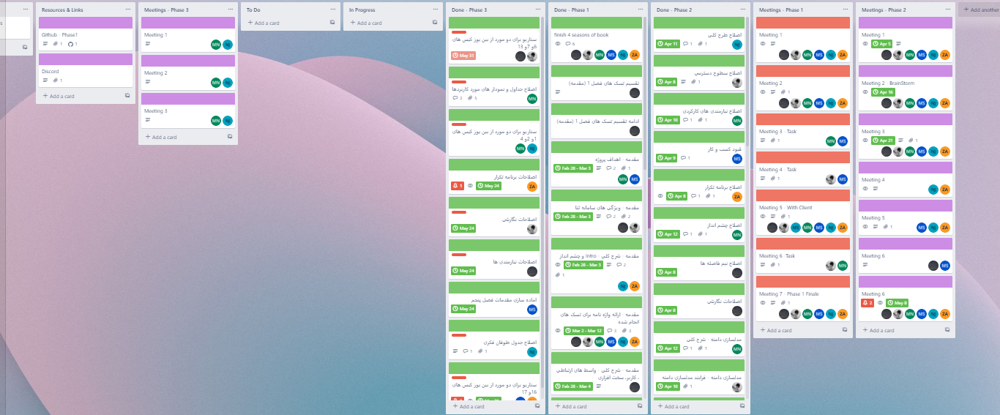 s
Resources & Links
Github - Phase1
1
1
Discord
1
+ Add a card
Meetings - Phase 3
Meeting 1
MN
Meeting 2
MN
Meeting 3
MN
+ Add a card
To Do
+ Add a card
In Progress
+ Add a card
Done - Phase 3
سناریو برای دو مورد از بین یوز کیس های
6و 7و 13
May 31
اصلاح جداول و نمودار های مورد کاربردها
3
5
MN
سناریو برای دو مورد از بین یوز کیس های
1و 2و 4
MN
اصلاحات برنامه تکرار
1
May 24
ZA
اصلاحات نگارشی
May 24
اصلاحات نیازمندی ها
May 24
اماده سازی مقدمات فصل پنجم
May 24
MS
اصلاح جدول طوفان فکری
1
1
سناریو برای دو مورد از بین یوز کیس های
16و 17
+ Add a card
Done - Phase 1
finish 4 seasons of book
6
MN MS ZA
تقسیم تسک های فصل 1 (مقدمه)
ادامه تقسیم تسک های فصل 1 (مقدمه)
مقدمه - اهداف پروژه
Feb 28 - Mar 3
2
1
MN MS
مقدمه - ویژگی های سامانه ثنا
Feb 28 - Mar 3
2
2
مقدمه - شرح کلی - Intro و چشم انداز
Feb 28 - Mar 3
2
1
ZA
مقدمه - ارائه واژه نامه برای تسک های
انجام شده
Mar 2 - Mar 12
3
3
MN MS ZA
مقدمه - شرح کلی - واسط های ارتباطی
، کاربر، سخت افزاری
Feb 28 - Mar 4
+ Add a card
Done - Phase 2
اصلاح طرح کلی
Apr 11
1
1
اصلاح سطوح دسترسی
Apr 8
1
اصلاح نیازمندی های کارکردی
Apr 10
1
1
MN
قیود کسب و کار
Apr 9
1
MS
اصلاح برنامه تکرار
Apr 8
1
1
ZA
اصلاح چشم انداز
Apr 12
1
1
MN
اصلاح نیم فاصله ها
Apr 8
اصلاحات نگارشی
Apr 8
مدلسازی دامنه - شرح کلی
Apr 12
1
1
MN
مدلسازی دامنه - فرایند مدلسازی دامنه
Apr 10
1
+ Add a card
Meetings - Phase 1
Meeting 1
MN MS ZA
Meeting 2
1
MN MS ZA
Meeting 3 - Task
1
MN MS
Meeting 4 - Task
1
MS
Meeting 5 - With Client
1
MN MS ZA
Meeting 6 -Task
1
MN
Meeting 7 - Phase 1 Finale
1
MN MS ZA
+ Add a card
Meetings - Phase 2
Meeting 1
Apr 5
MN MS ZA
Meeting 2 - BrainStorm
Apr 16
MN MS ZA
Meeting 3
Apr 21
1
MN MS ZA
Meeting 4
ZA
Meeting 5
1
MS ZA
Meeting 6
MS
Meeting 6
2
May 8
MN MS ZA
+ Add a card
+ Add another